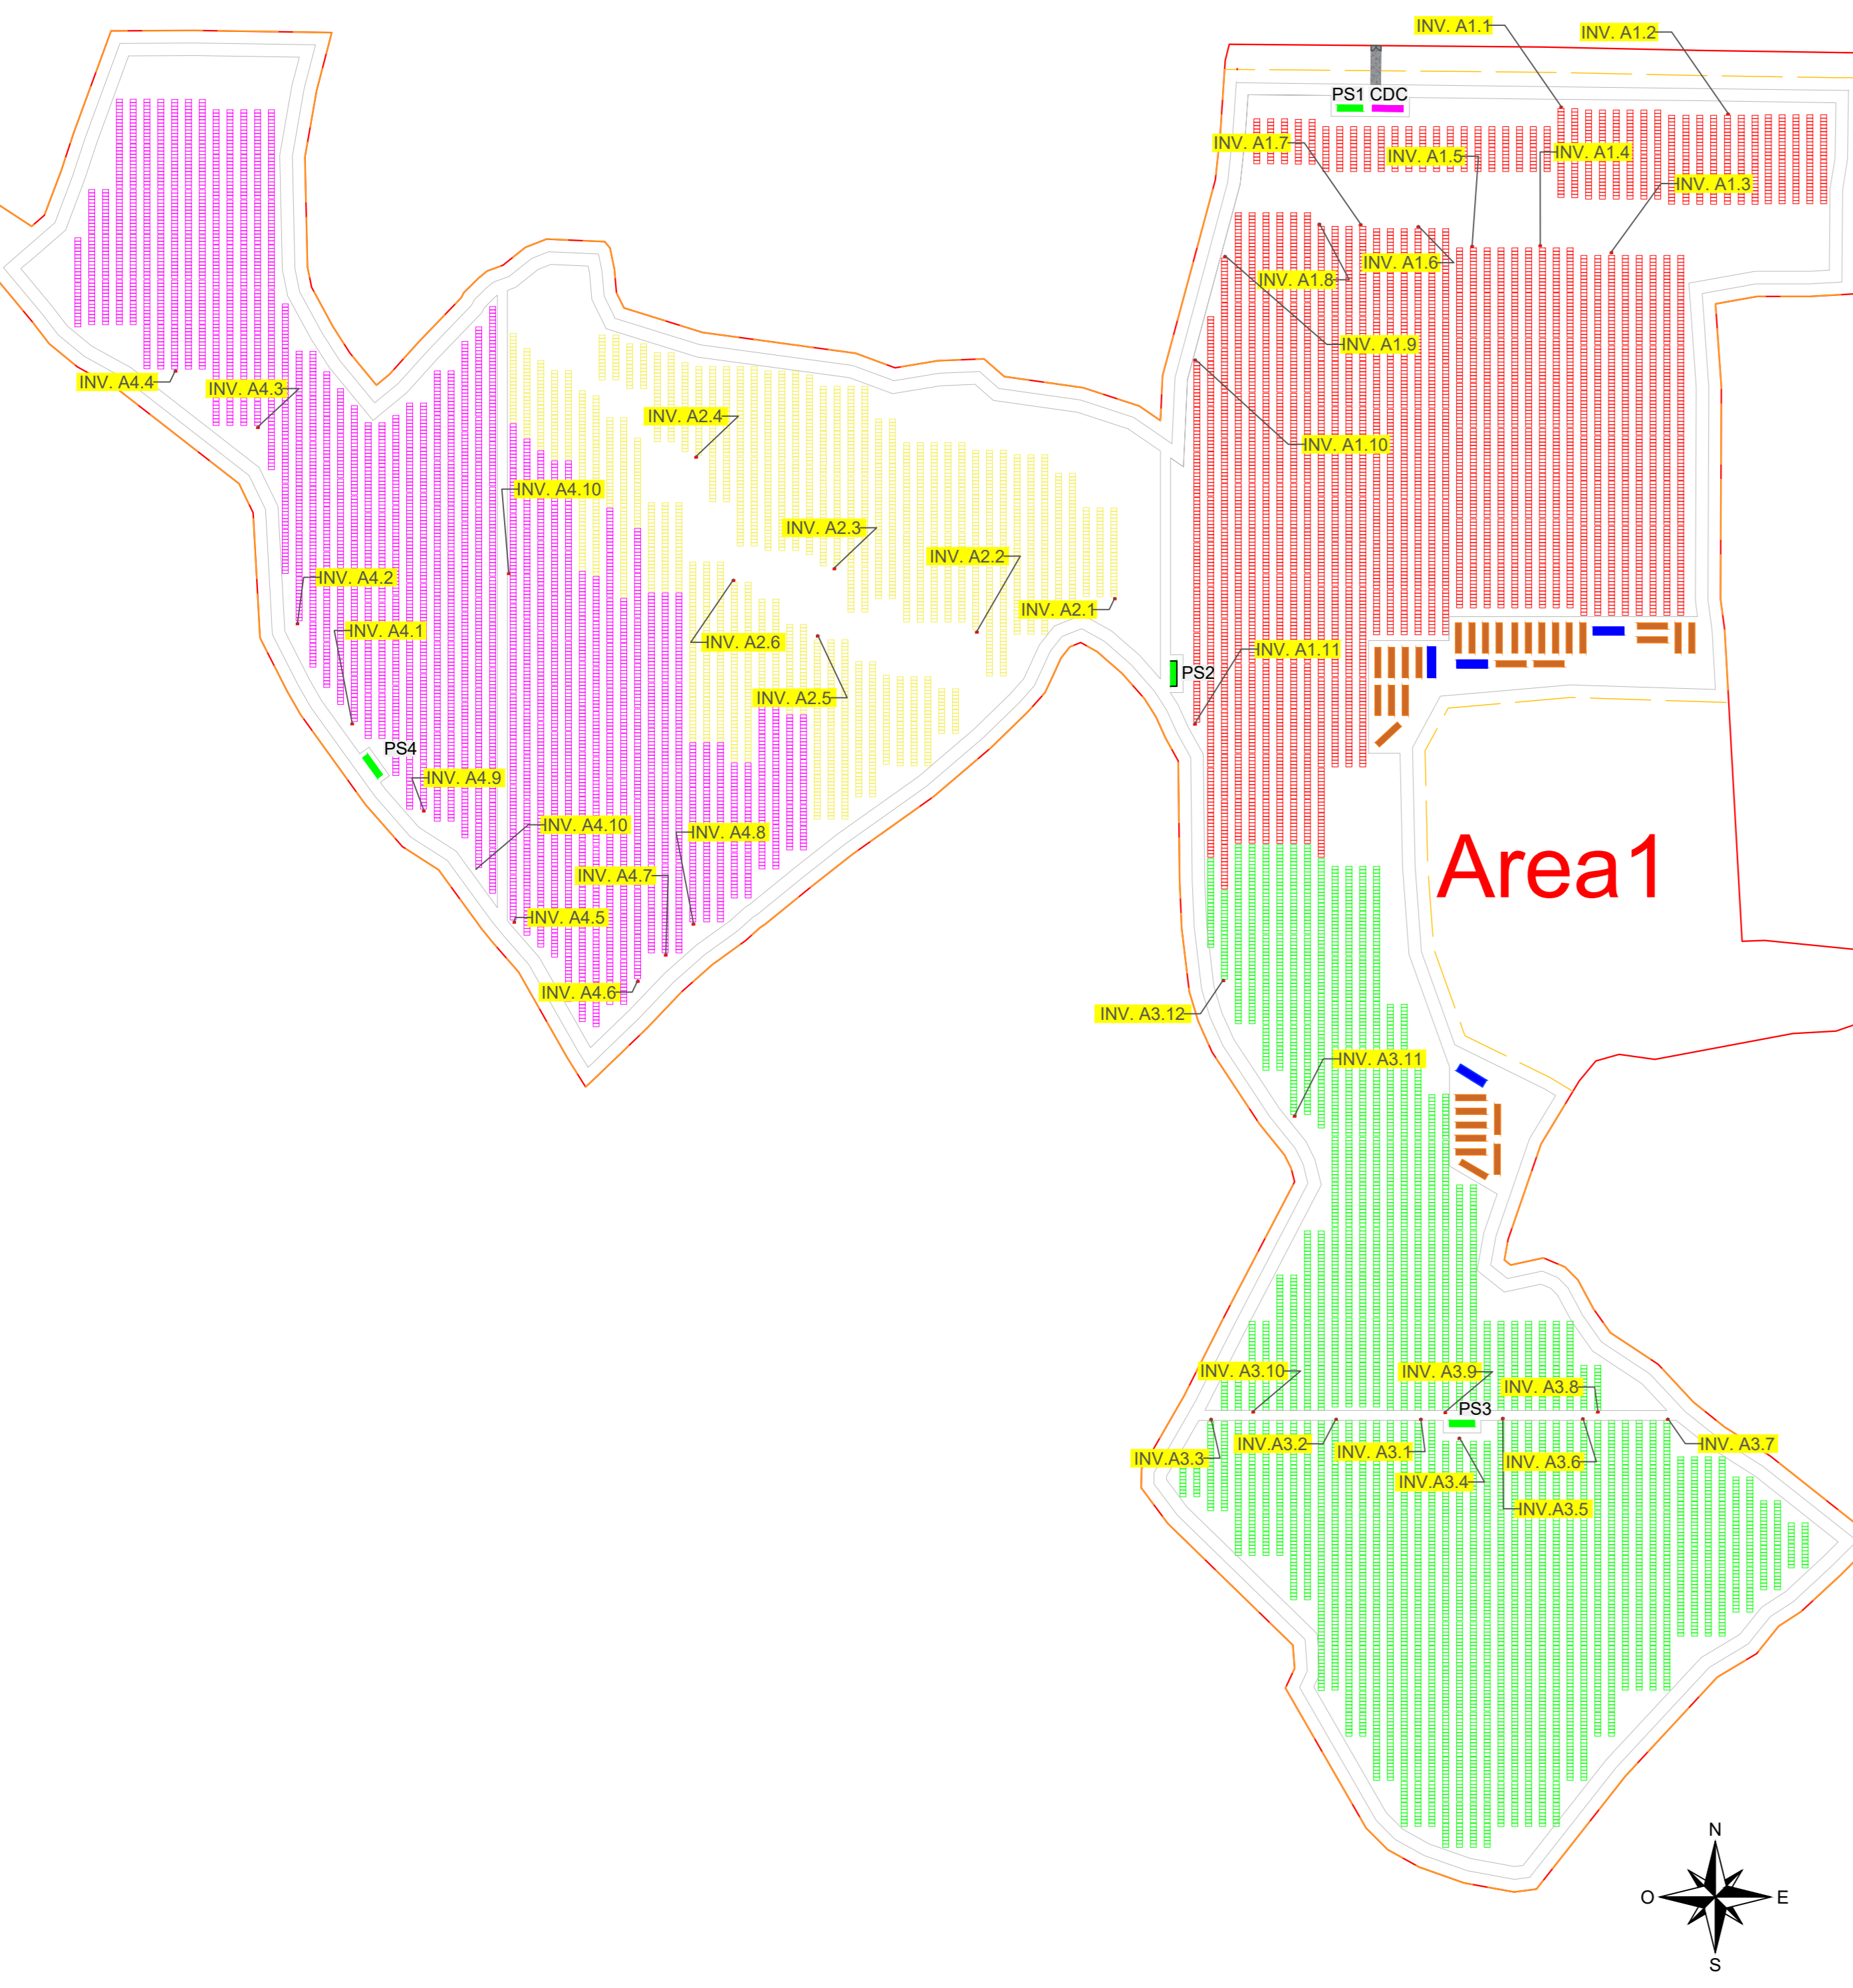 INV. A1.1
INV. A1.2
PS1 CDC
INV. A1.7
INV. A1.5
INV. A1.4
INV. A1.3
INV. A1.6
INV. A1.8
INV. A1.9
INV. A4.4
INV. A4.3
INV. A2.4
INV. A1.10
INV. A4.10
INV. A2.3
INV. A2.2
INV. A4.2
INV. A2.1
INV. A4.1
INV. A2.6
INV. A1.11
PS2
INV. A2.5
PS4
INV. A4.9
INV. A4.10
INV. A4.8
Area1
INV. A4.7
INV. A4.5
INV. A4.6
INV. A3.12
INV. A3.11
INV. A3.10
INV. A3.9
INV. A3.8
PS3
INV.A3.3
INV.A3.2
INV. A3.1
INV. A3.7
INV. A3.6
INV.A3.4
INV.A3.5
N
O
E
S